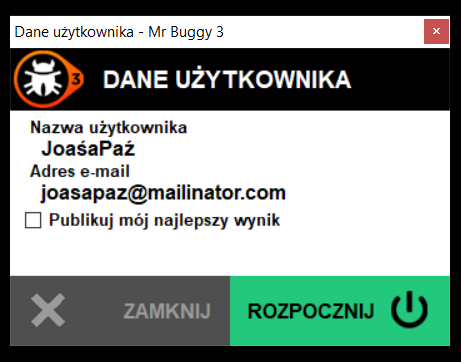 Dane użytkownika - Mr Buggy 3
3
DANE UŻYTKOWNIKA
Nazwa użytkownika
JoaśaPaź
Adres e-mail
joasapaz@mailinator.com
Publikuj mój najlepszy wynik
ZAMKNIJ
ROZPOCZNIJ